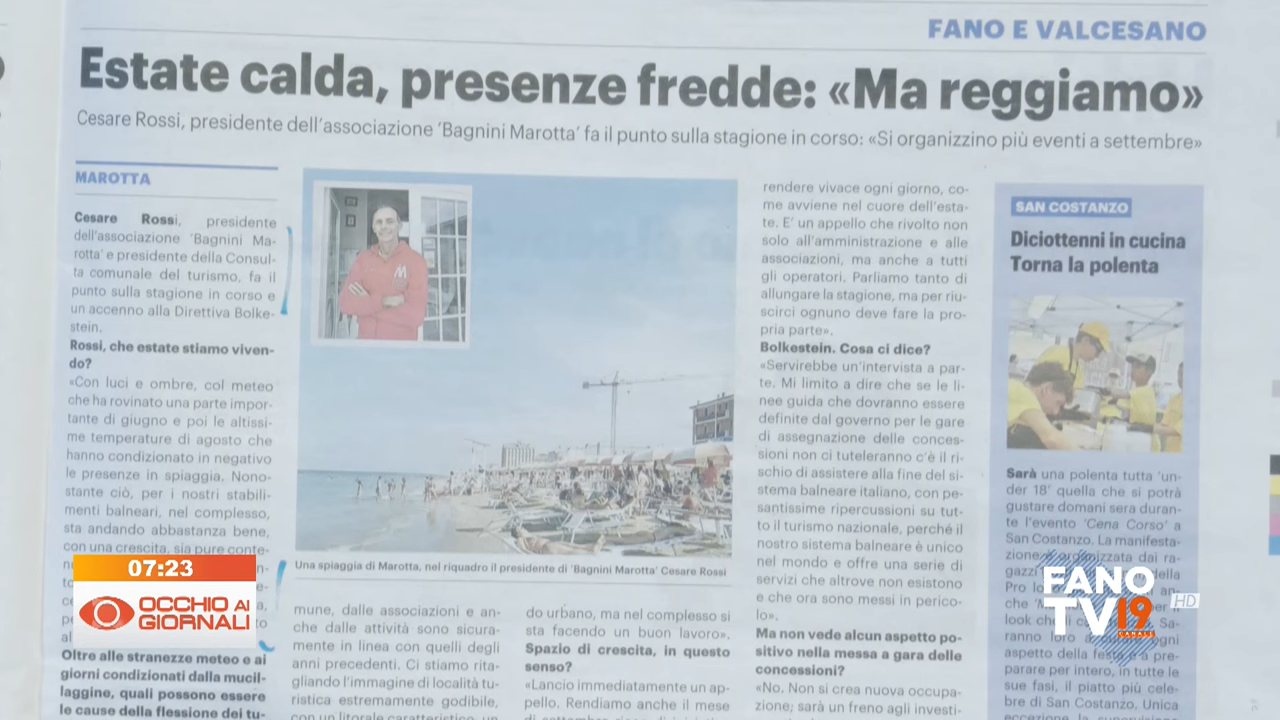 FANO E VALCESANO
Estate calda, presenze fredde: «Ma reggiamo»
Cesare Rossi, presidente dell'associazione 'Bagnini Marotta' fa il punto sulla stagione in corso: «Si organizzino più eventi a settembre»
MAROTTA
Cesare Rossi, presidente
dell'associazione 'Bagnini Ma-
rotta' e presidente della Consul-
ta comunale del turismo, fa il
punto sulla stagione in corso e
un accenno alla Direttiva Bolke-
stein.
Rossi, che estate stiamo viven-
do?
«Con luci e ombre, col meteo
che ha rovinato una parte impor-
tante di giugno e poi le altissi-
me temperature di agosto che
hanno condizionato in negativo
le presenze in spiaggia. Nono-
stante ciò, per i nostri stabili-
menti balneari, nel complesso,
sta andando abbastanza bene,
con una crescita, sia pure conte-
Oltre alle stranezze meteo e ai
giorni condizionati dalla mucil-
laggine, quali possono essere
le cause della flessione dei tu-
Una spiaggia di Marotta, nel riquadro il presidente di 'Bagnini Marotta' Cesare Rossi
mune, dalle associazioni e an-
che dalle attività sono sicura-
mente in linea con quelli degli
anni precedenti. Ci stiamo rita-
gliando l'immagine di località tu-
ristica estremamente godibile,
con un litorale caratteristico, un
do urbano, ma nel complesso si
sta facendo un buon lavoro».
Spazio di crescita, in questo
senso?
«Lancio immediatamente un ap-
pello. Rendiamo anche il mese
rendere vivace ogni giorno, co-
me avviene nel cuore dell'esta-
te. E' un appello che rivolto non
solo all'amministrazione e alle
associazioni, ma anche a tutti
gli operatori. Parliamo tanto di
allungare la stagione, ma per riu-
scirci ognuno deve fare la pro-
pria parte».
Bolkestein. Cosa ci dice?
«Servirebbe un'intervista a par-
te. Mi limito a dire che se le li-
nee guida che dovranno essere
definite dal governo per le gare
di assegnazione delle conces-
sioni non ci tuteleranno c'è il ri-
schio di assistere alla fine del si-
stema balneare italiano, con pe-
santissime ripercussioni su tut-
to il turismo nazionale, perché il
nostro sistema balneare è unico
nel mondo e offre una serie di
servizi che altrove non esistono
e che ora sono messi in perico-
lo».
Ma non vede alcun aspetto po-
sitivo nella messa a gara delle
concessioni?
«No. Non si crea nuova occupa-
zione; sarà un freno agli investi-
SAN COSTANZO
Diciottenni in cucina
Torna la polenta
Sarà una polenta tutta 'un-
der 18' quella che si potrà
gustare domani sera duran-
te l'evento 'Cena Corso' a
San Costanzo. La manifesta-
zione
gazzi della
Pro lo
che
look che
ranno loro ogni
aspetto della a pre-
parare per intero, in tutte le
sue fasi, il piatto più cele-
bre di San Costanzo. Unica
07:23
OCCHIO AI
GIORNALI
FANO
TV19 HD
CANALE